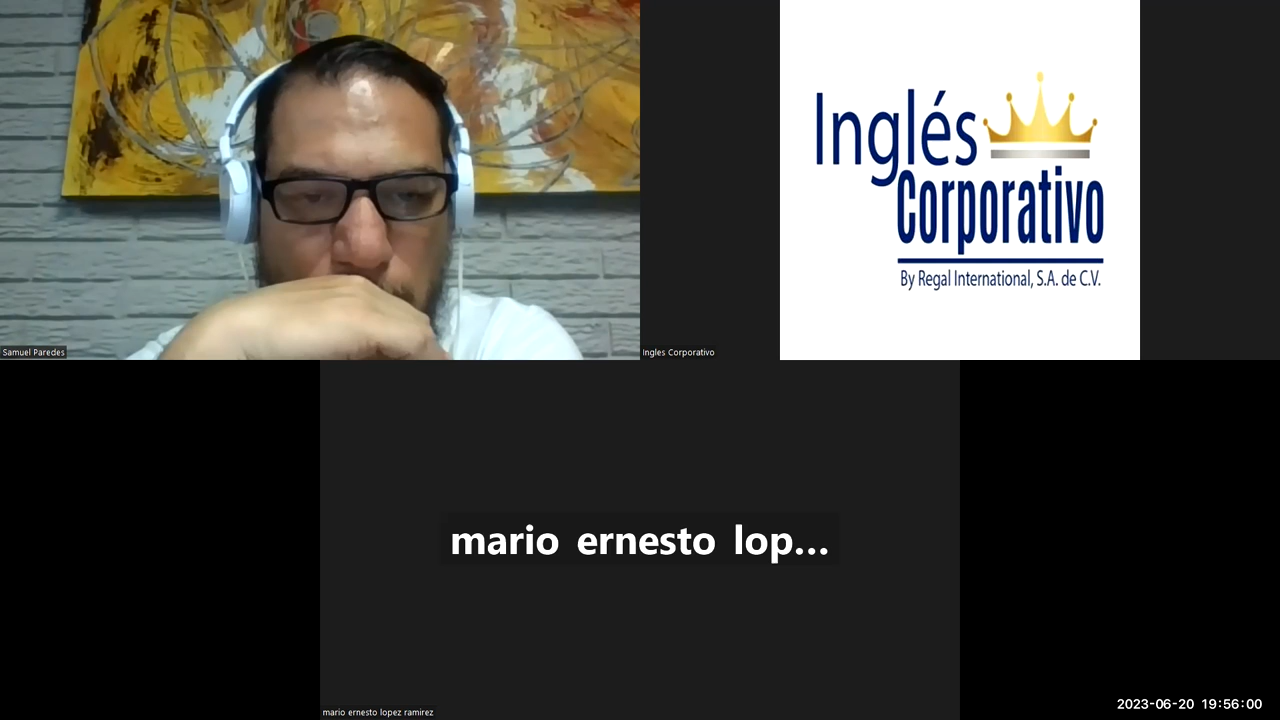 Inglés
Corporativo
By Regal International, S.A. de C.V.
Samuel Paredes
Ingles Corporativo
mario ernesto lop...
mario ernesto lopez ramirez
2023-06-20 19:56:00